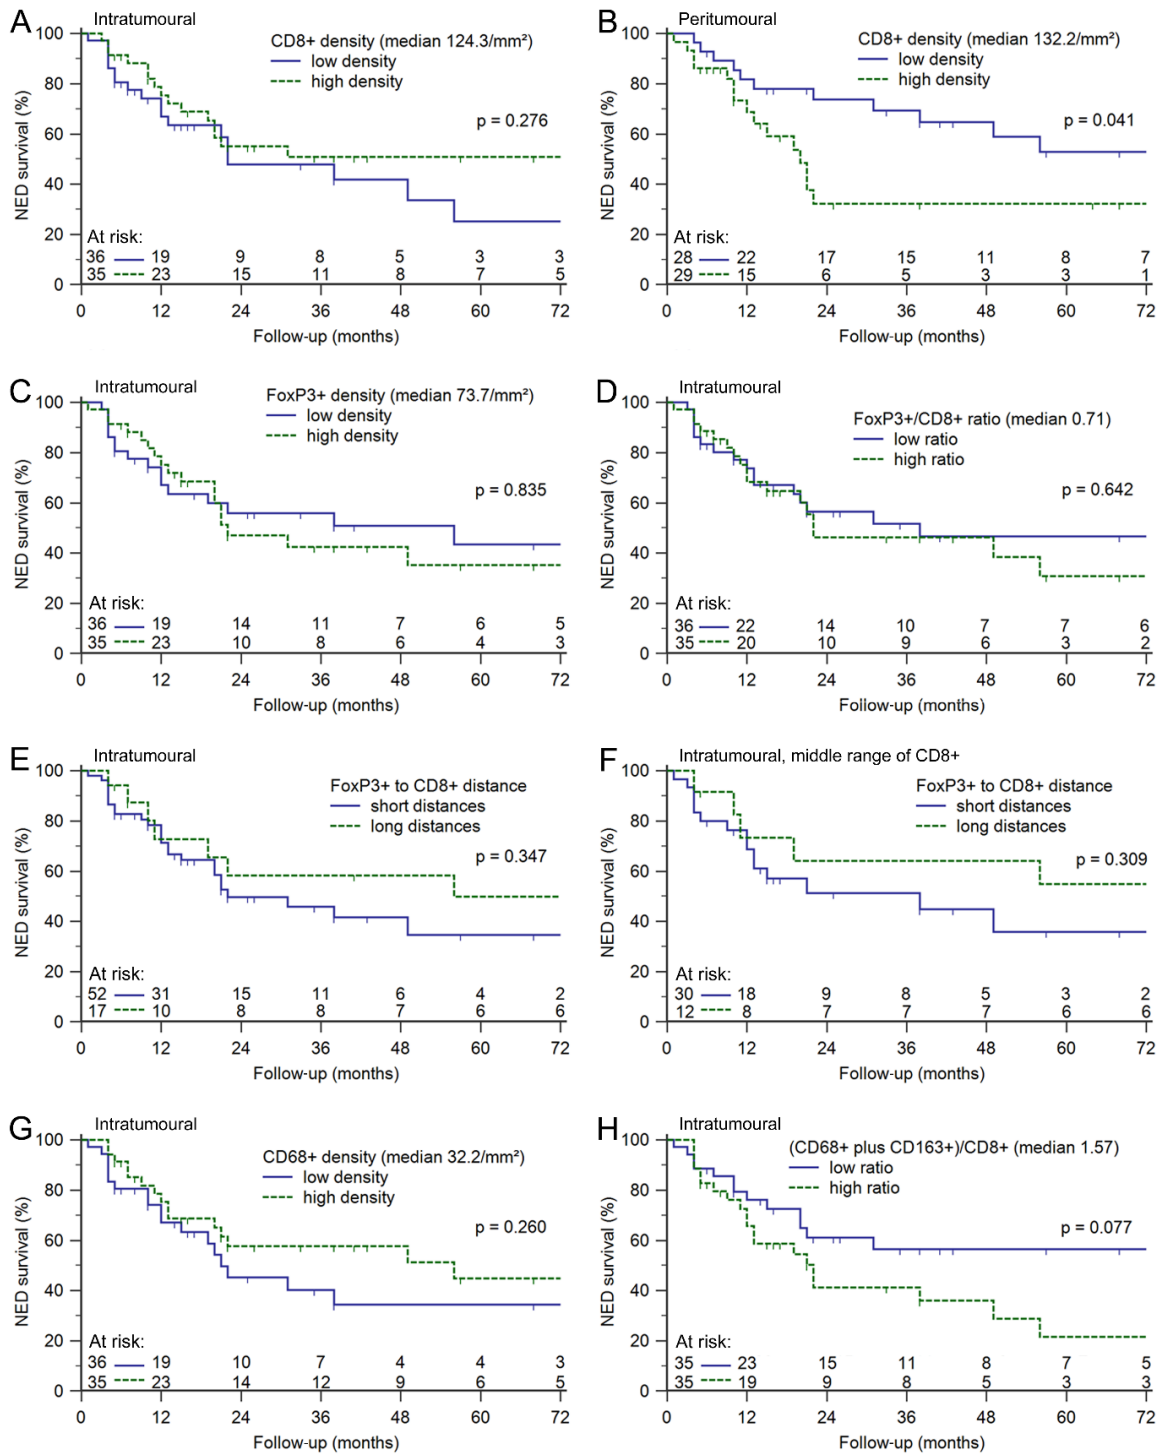 A Intratumoural
CD8+ density (median 124.3/mm²)
low density
high density
p = 0.276
NED survival (%)
100
80
60
40
20
0
At risk:
36 19 9 8 5 3 3
35 23 15 11 8 7 5
0 12 24 36 48 60 72
Follow-up (months)
B Peritumoural
CD8+ density (median 132.2/mm²)
low density
high density
p = 0.041
NED survival (%)
100
80
60
40
20
0
At risk:
28 22 17 15 11 8 7
29 15 6 5 3 3 1
0 12 24 36 48 60 72
Follow-up (months)
C Intratumoural
FoxP3+ density (median 73.7/mm²)
low density
high density
p = 0.835
NED survival (%)
100
80
60
40
20
0
At risk:
36 19 14 11 7 6 5
35 23 10 8 6 4 3
0 12 24 36 48 60 72
Follow-up (months)
D Intratumoural
FoxP3+/CD8+ ratio (median 0.71)
low ratio
high ratio
p = 0.642
NED survival (%)
100
80
60
40
20
0
At risk:
36 22 14 10 7 7 6
35 20 10 9 6 3 2
0 12 24 36 48 60 72
Follow-up (months)
E Intratumoural
FoxP3+ to CD8+ distance
short distances
long distances
p = 0.347
NED survival (%)
100
80
60
40
20
0
At risk:
52 31 15 11 6 4 2
17 10 8 8 7 6 6
0 12 24 36 48 60 72
Follow-up (months)
F Intratumoural, middle range of CD8+
FoxP3+ to CD8+ distance
short distances
long distances
p = 0.309
NED survival (%)
100
80
60
40
20
0
At risk:
30 18 9 8 5 3 2
12 8 7 7 7 6 6
0 12 24 36 48 60 72
Follow-up (months)
G Intratumoural
CD68+ density (median 32.2/mm²)
low density
high density
p = 0.260
NED survival (%)
100
80
60
40
20
0
At risk:
36 19 10 7 4 4 3
35 23 14 12 9 6 5
0 12 24 36 48 60 72
Follow-up (months)
H Intratumoural
(CD68+ plus CD163+)/CD8+ (median 1.57)
low ratio
high ratio
p = 0.077
NED survival (%)
100
80
60
40
20
0
At risk:
35 23 15 11 8 7 5
35 19 9 8 5 3 3
0 12 24 36 48 60 72
Follow-up (months)